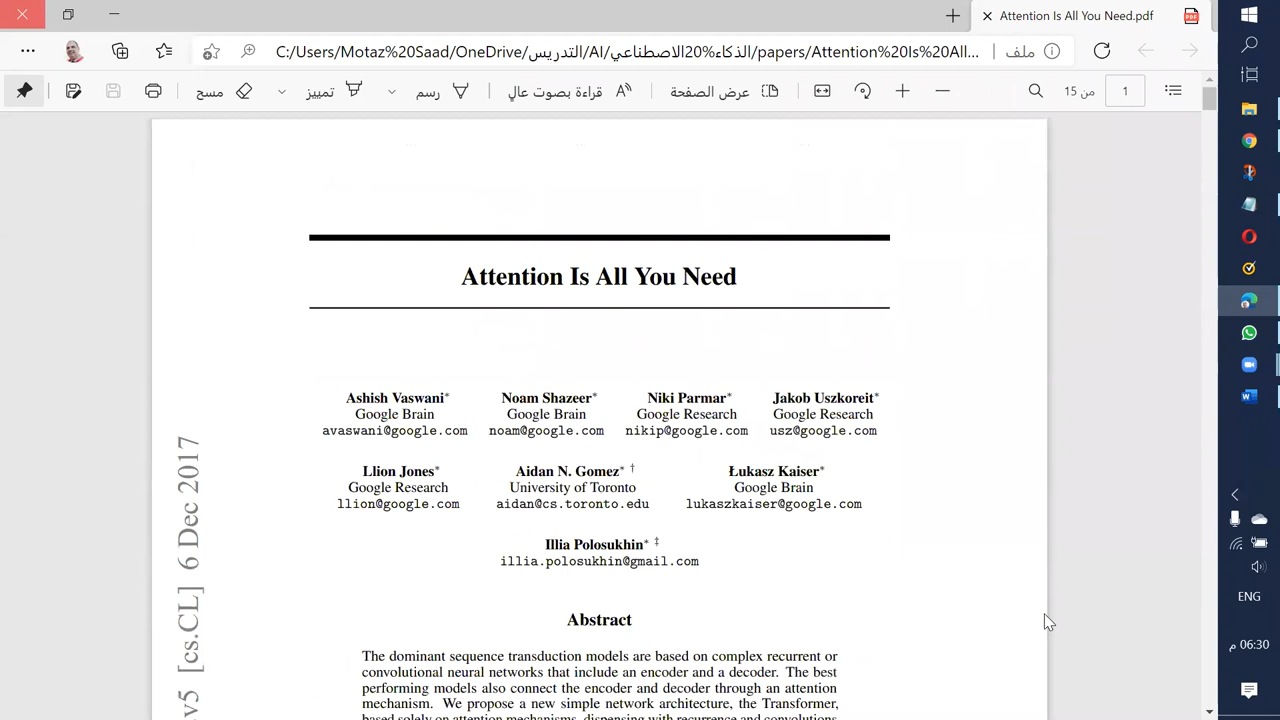 Attention Is All You Need.pdf
ملف
C:/Users/Motaz%20Saad/OneDrive/التدريس/AI/الذكاء%20الاصطناعي/papers/Attention%20Is%20All...
1
من 15
عرض الصفحة
قراءة بصوت عالٍ
رسم
تمييز
مسح
Attention Is All You Need
Ashish Vaswani*
Google Brain
avaswani@google.com
Noam Shazeer*
Google Brain
noam@google.com
Niki Parmar*
Google Research
nikip@google.com
Jakob Uszkoreit*
Google Research
usz@google.com
Llion Jones*
Google Research
llion@google.com
Aidan N. Gomez* †
University of Toronto
aidan@cs.toronto.edu
Łukasz Kaiser*
Google Brain
lukaszkaiser@google.com
Illia Polosukhin* ‡
illia.polosukhin@gmail.com
Abstract
The dominant sequence transduction models are based on complex recurrent or
convolutional neural networks that include an encoder and a decoder. The best
performing models also connect the encoder and decoder through an attention
mechanism. We propose a new simple network architecture, the Transformer,
based solely on attention mechanisms, dispensing with recurrence and convolutions
v5 [cs.CL] 6 Dec 2017
ENG
06:30 م